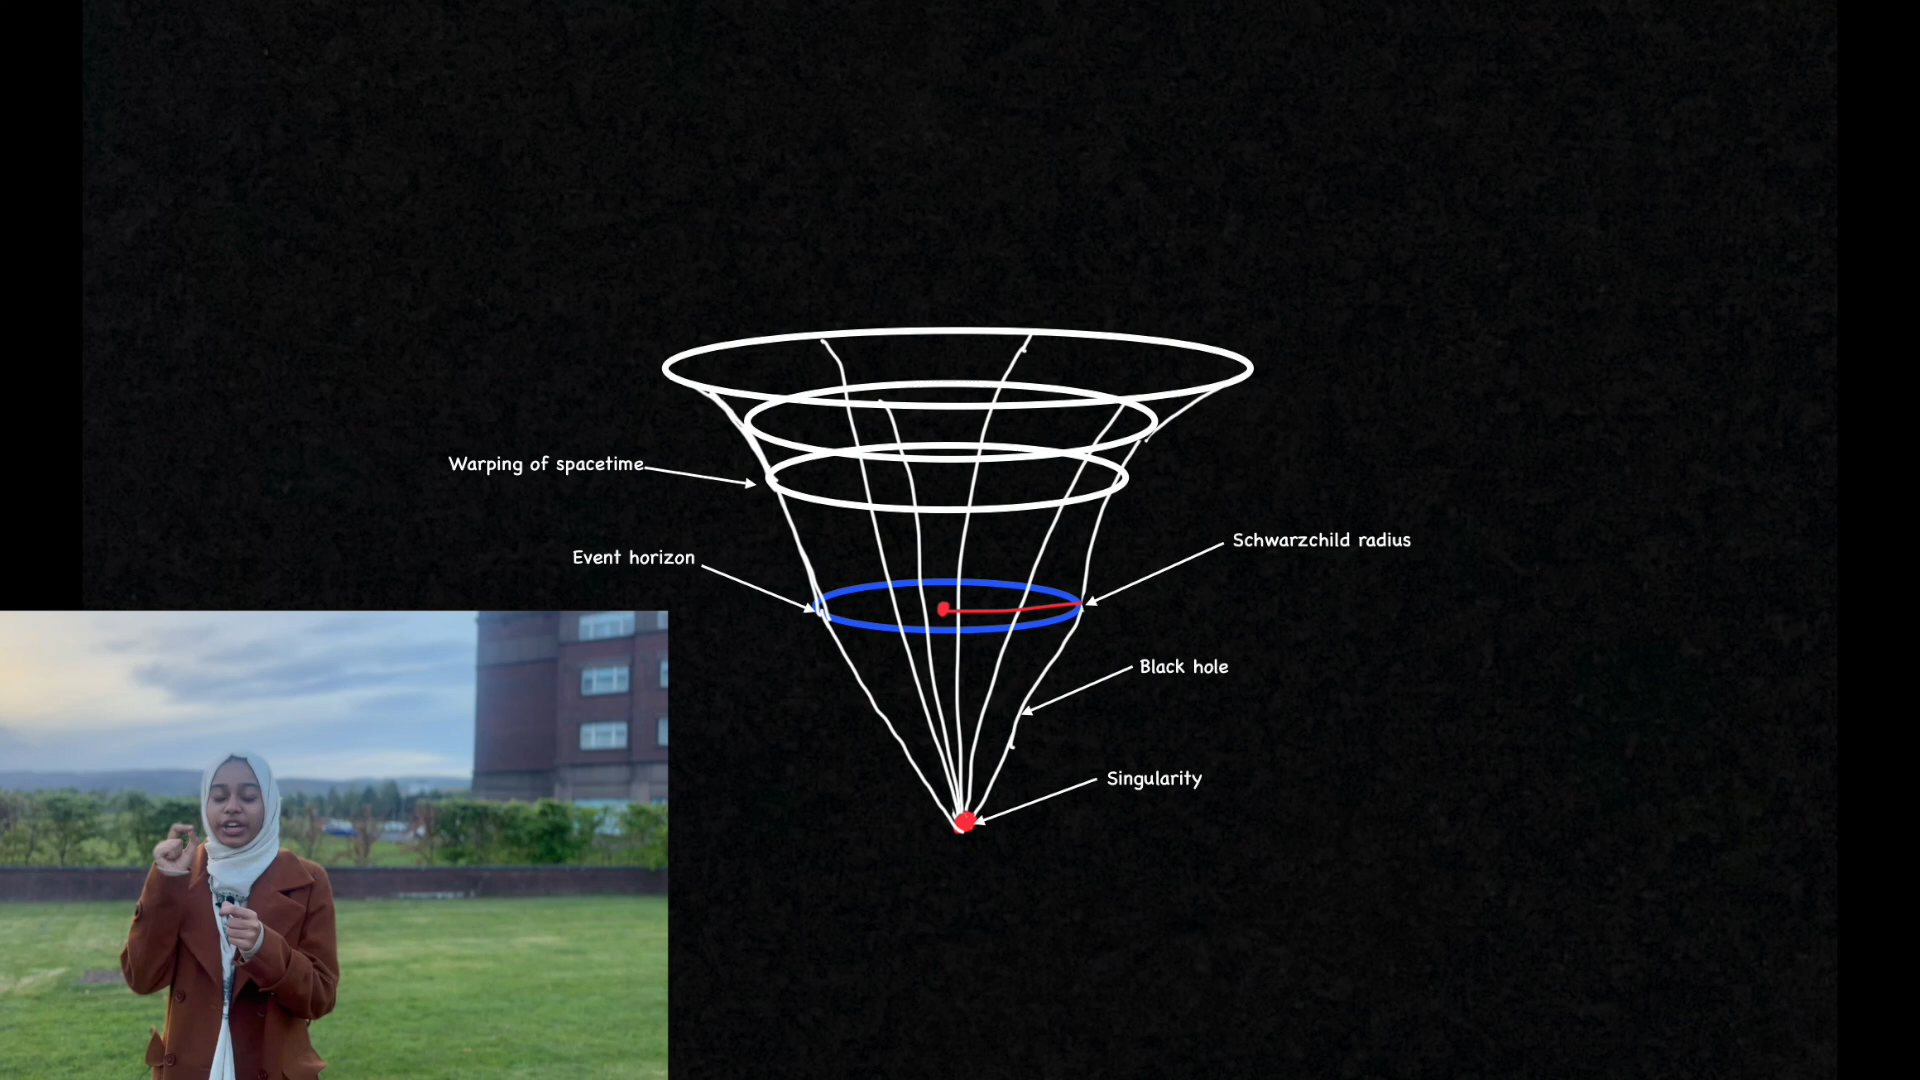 Warping of spacetime
Event horizon
Schwarzchild radius
Black hole
Singularity